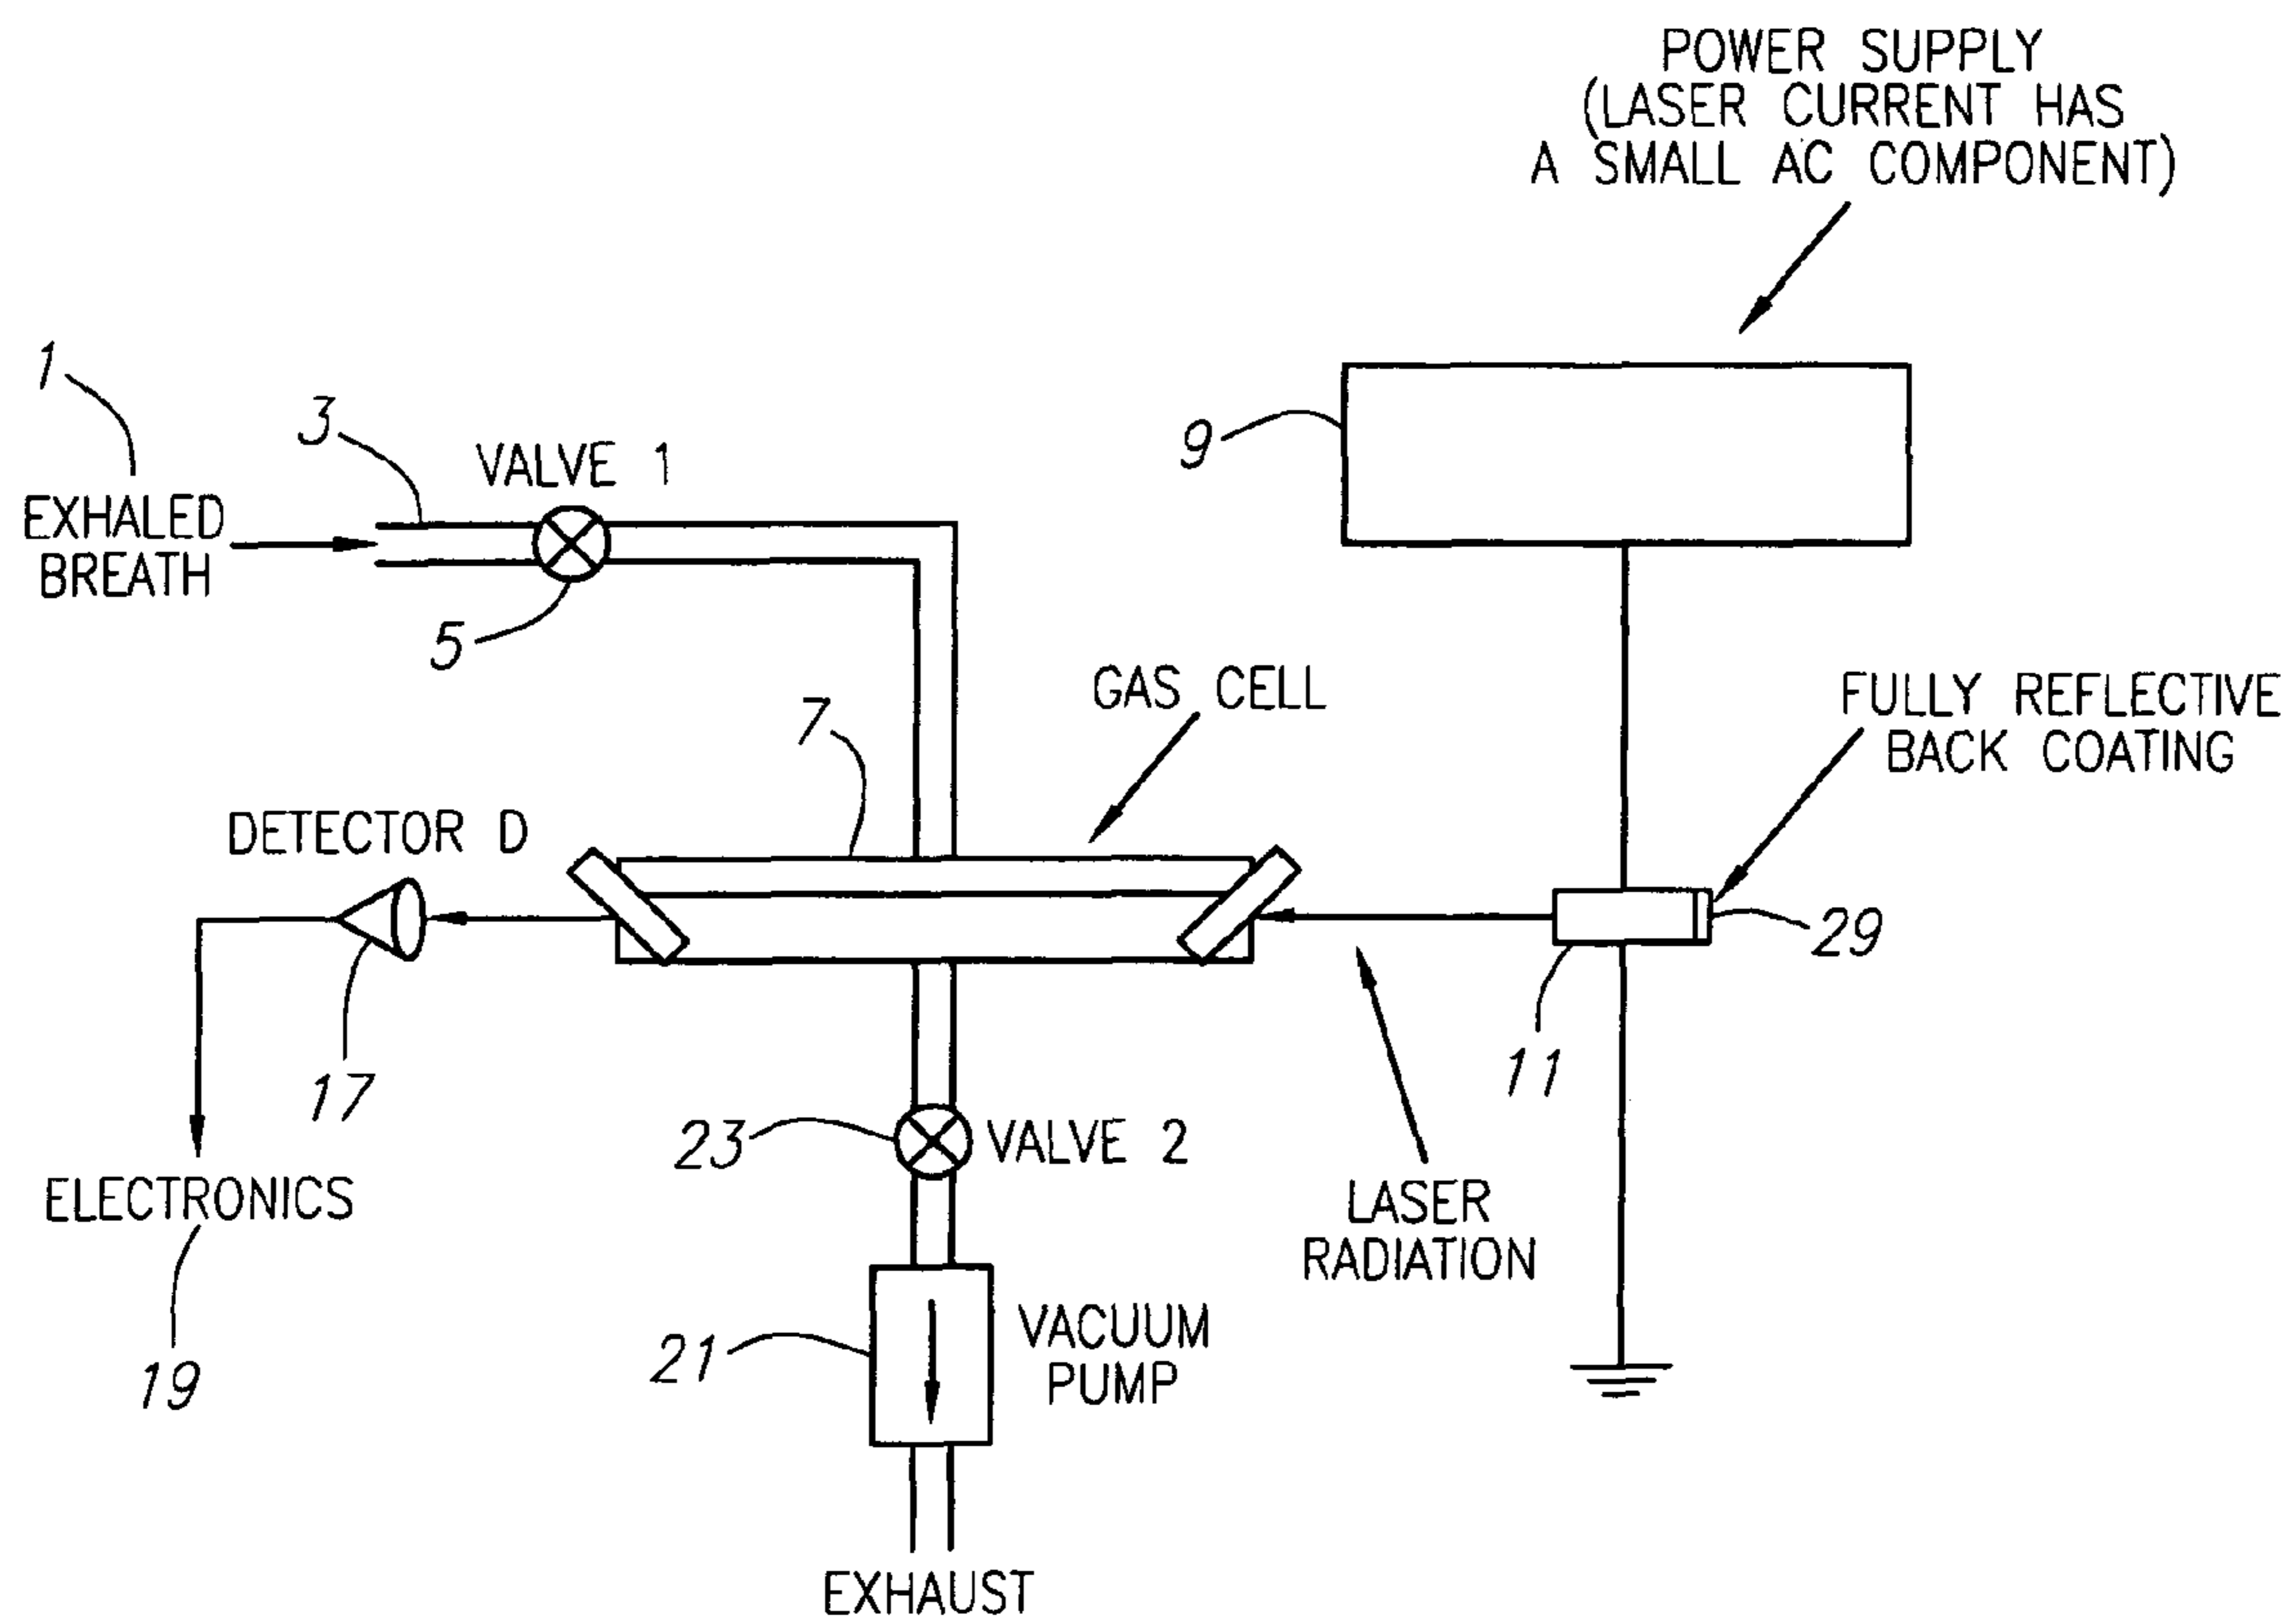 POWER SUPPLY
(LASER CURRENT HAS
A SMALL AC COMPONENT)
1
3
VALVE 1
9
EXHALED
BREATH
5
GAS CELL
FULLY REFLECTIVE
BACK COATING
7
DETECTOR D
29
11
17
23
VALVE 2
ELECTRONICS
LASER
RADIATION
21
VACUUM
PUMP
19
EXHAUST